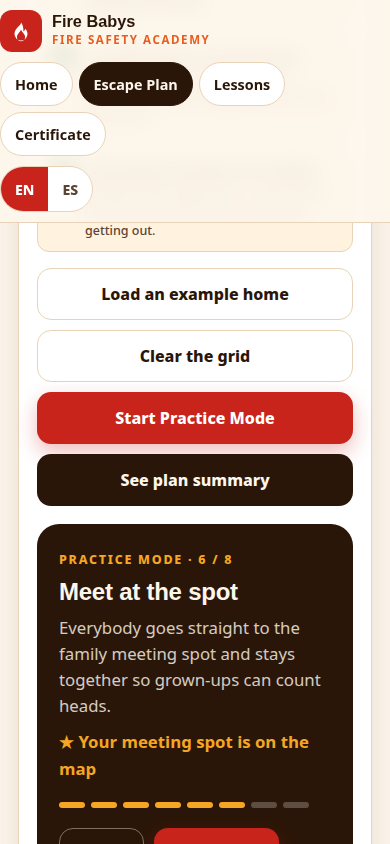 Fire Babys
FIRE SAFETY ACADEMY
Home
Escape Plan
Lessons
Certificate
EN
ES
getting out.
Load an example home
Clear the grid
Start Practice Mode
See plan summary
PRACTICE MODE · 6 / 8
Meet at the spot
Everybody goes straight to the
family meeting spot and stays
together so grown-ups can count
heads.
★ Your meeting spot is on the
map